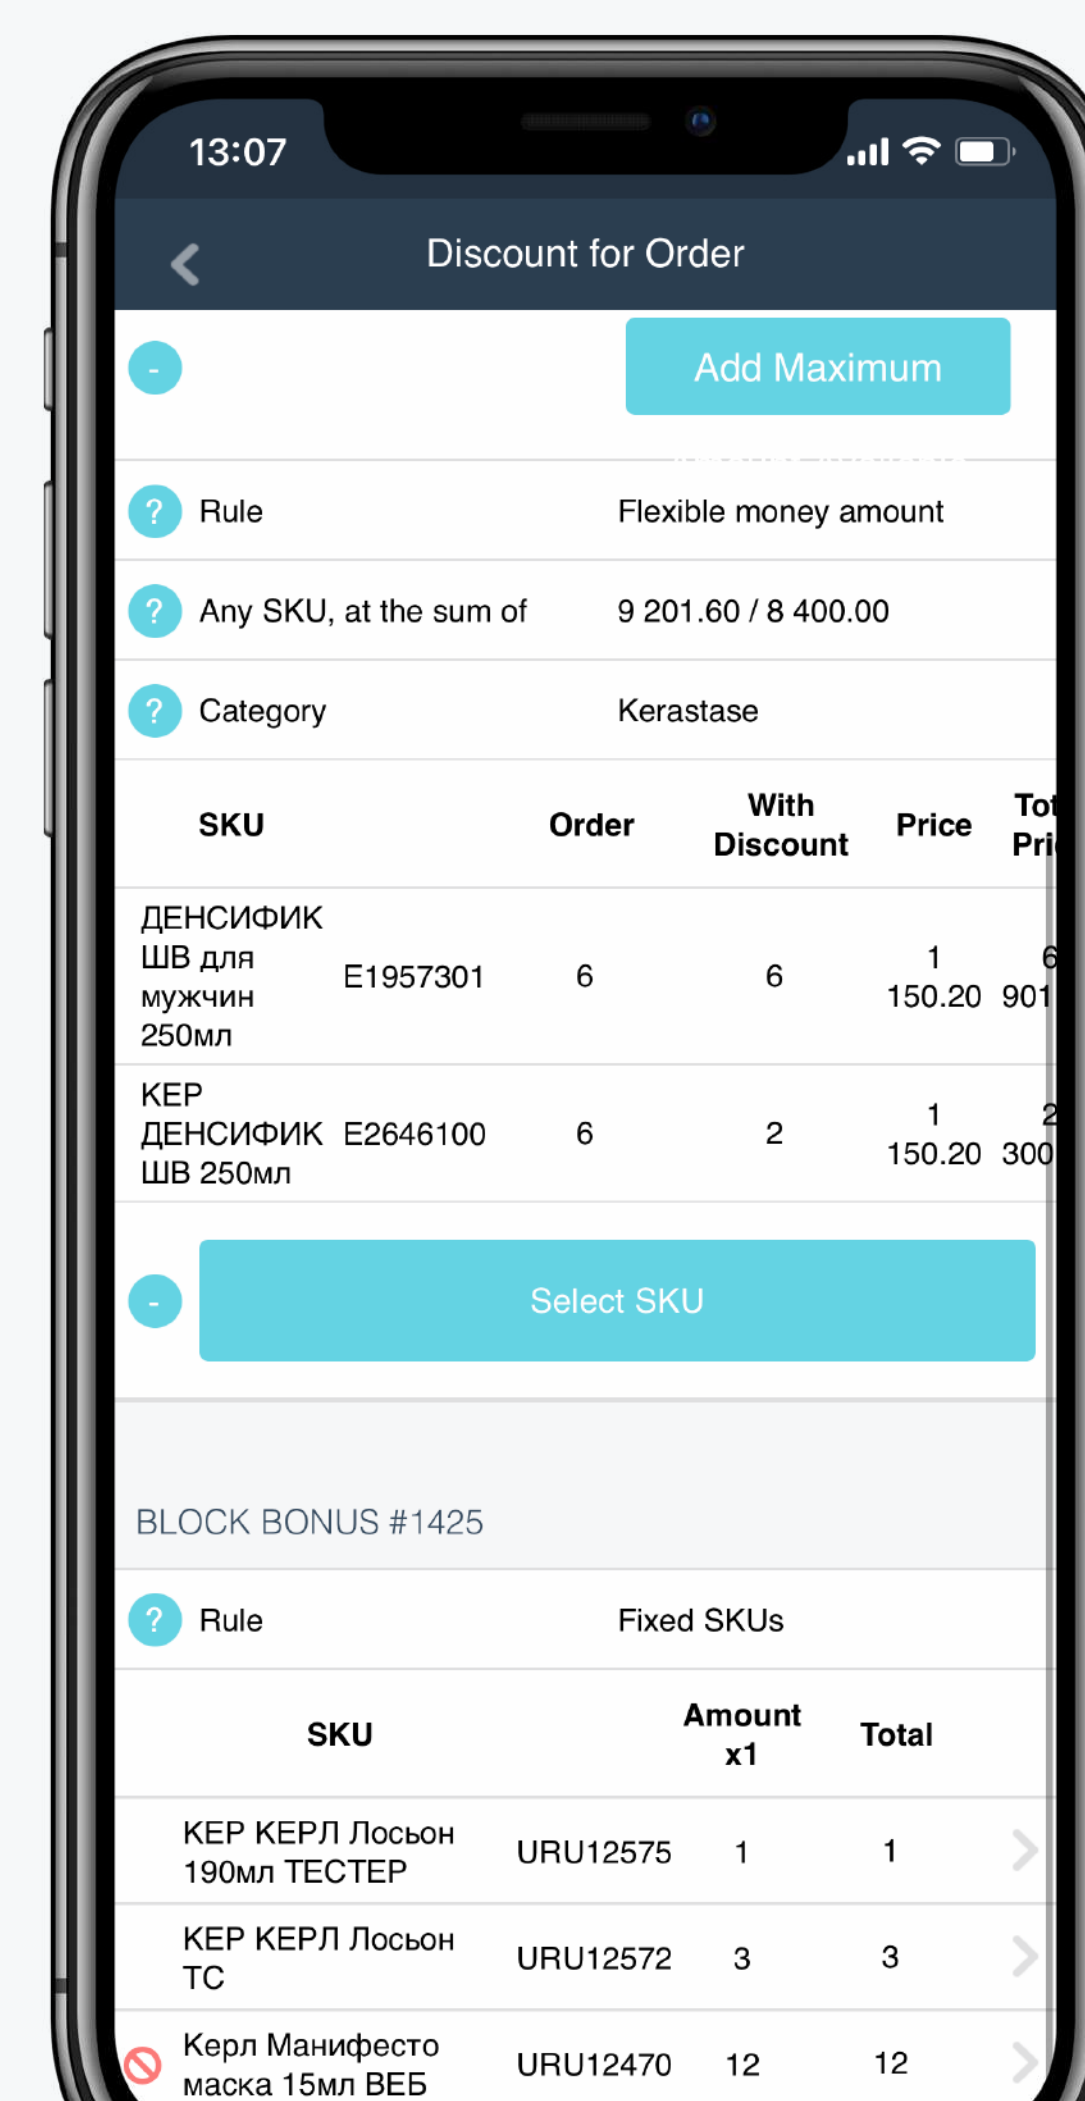 13:07
Discount for Order
-
Add Maximum
? Rule Flexible money amount
? Any SKU, at the sum of 9 201.60 / 8 400.00
? Category Kerastase
SKU Order With Discount Price
ДЕНСИФИК
ШВ для
мужчин
250мл
E1957301 6 6 1 150.20 6 901
КЕР
ДЕНСИФИК
ШВ 250мл
E2646100 6 2 1 150.20 2 300
- Select SKU
BLOCK BONUS #1425
? Rule Fixed SKUs
SKU Amount x1 Total
КЕР КЕРЛ Лосьон
190мл ТЕСТЕР
URU12575 1 1
КЕР КЕРЛ Лосьон
ТС
URU12572 3 3
Керл Манифесто
маска 15мл ВЕБ
URU12470 12 12